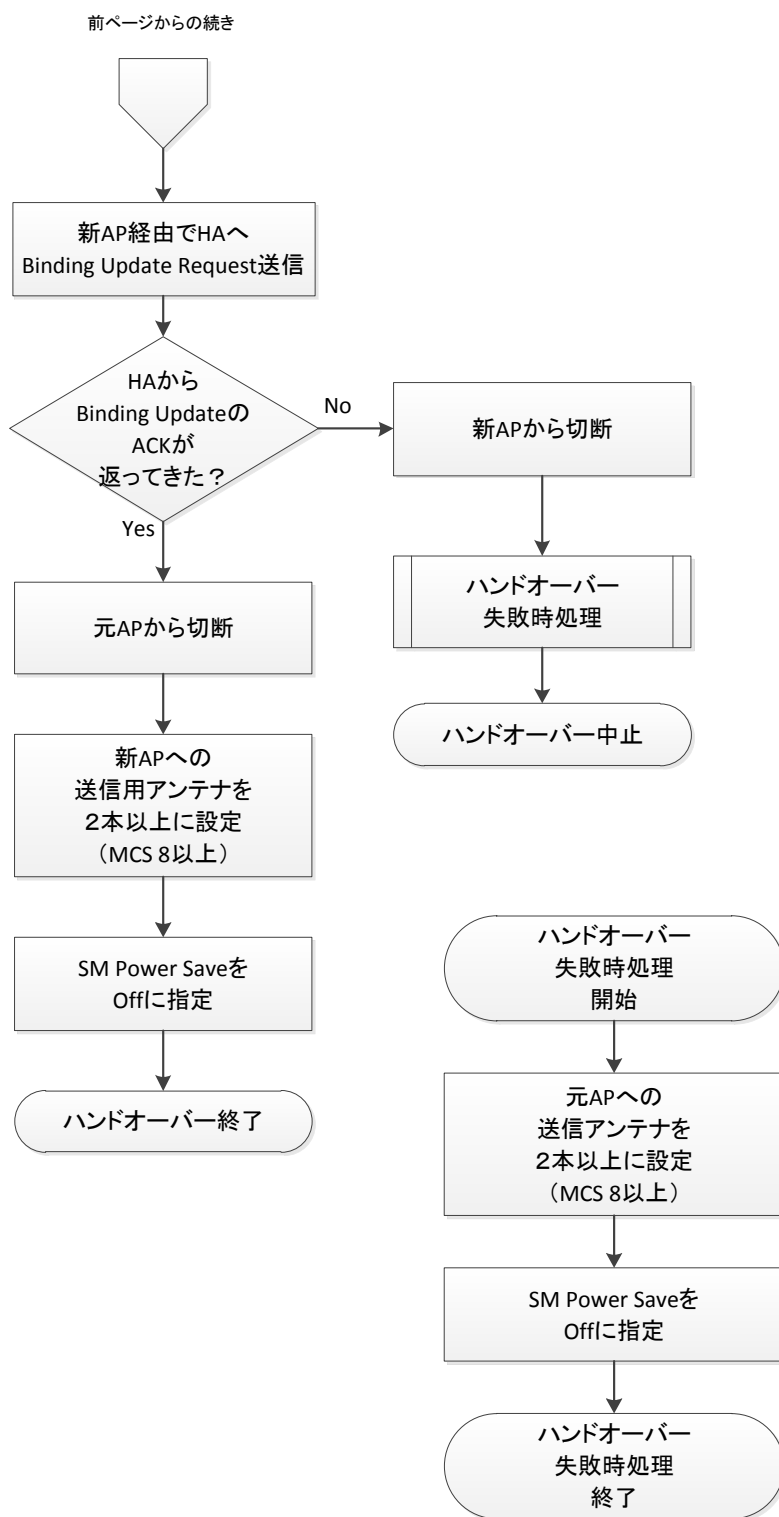 前ページからの続き
新AP経由でHAへ
Binding Update Request送信
HAから
Binding Updateの
ACKが
返ってきた？
No
Yes
新APから切断
ハンドオーバー
失敗時処理
ハンドオーバー中止
元APから切断
新APへの
送信用アンテナを
２本以上に設定
（MCS 8以上）
SM Power Saveを
Offに指定
ハンドオーバー終了
ハンドオーバー
失敗時処理
開始
元APへの
送信アンテナを
２本以上に設定
（MCS 8以上）
SM Power Saveを
Offに指定
ハンドオーバー
失敗時処理
終了